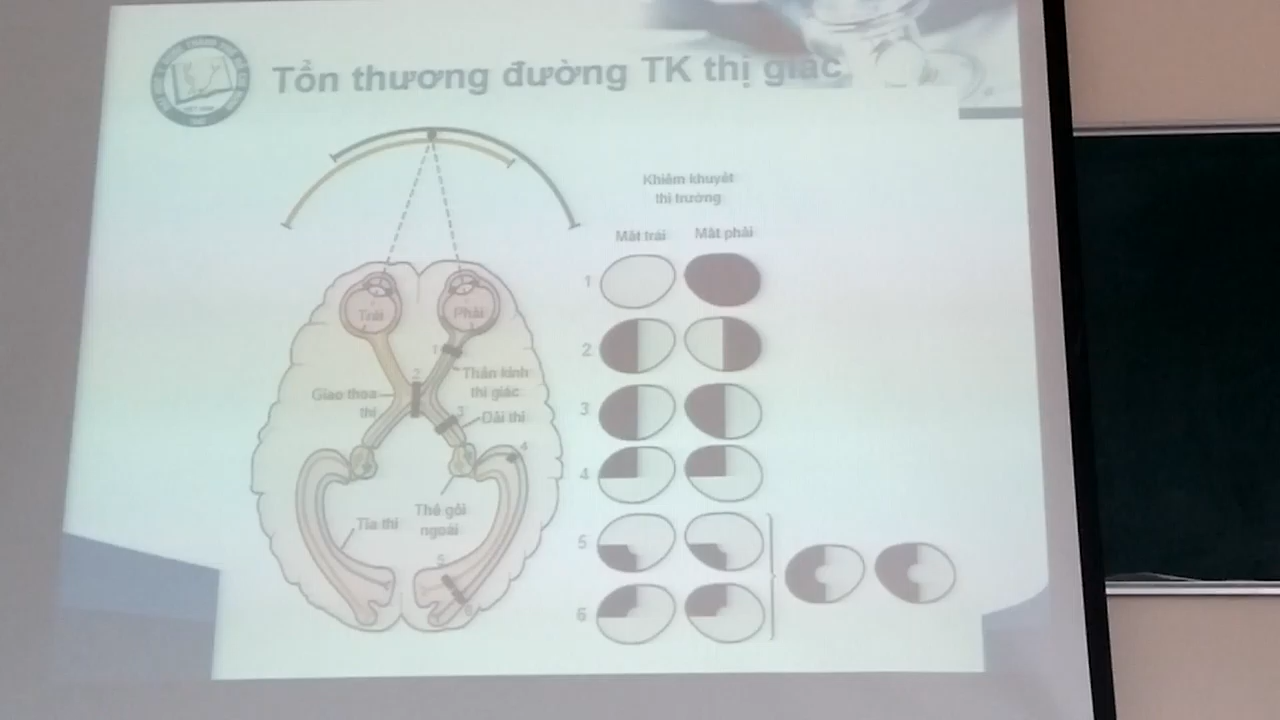 Tổn thương đường TK thị giác
Khiếm khuyết
thị trường
Mắt trái
Mắt phải
1
2
3
4
5
6
Trái
Phải
1
Thần kinh
thị giác
2
Giao thoa
thị
3
Dải thị
4
Thể gối
ngoài
Tia thị
5
6